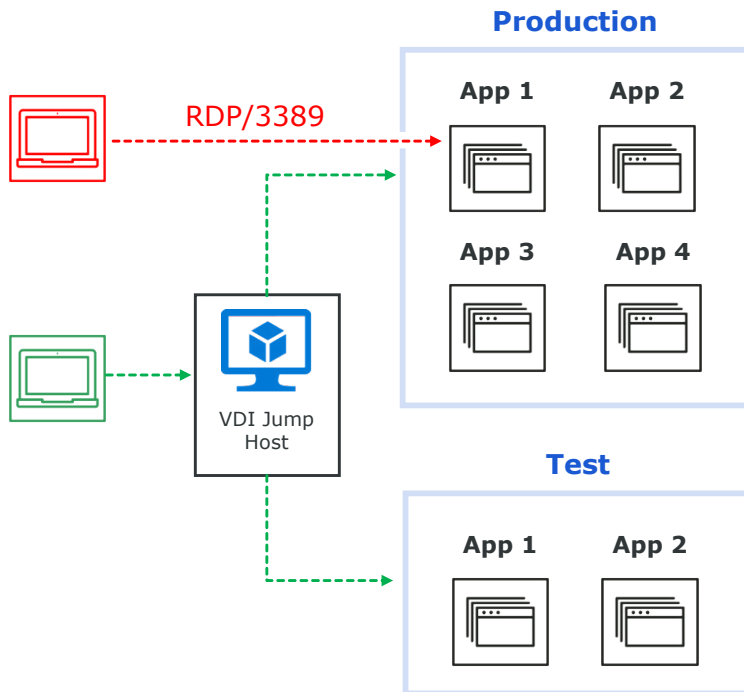 Production
App 1
App 2
RDP/3389
App 3
App 4
VDI Jump
Host
Test
App 1
App 2